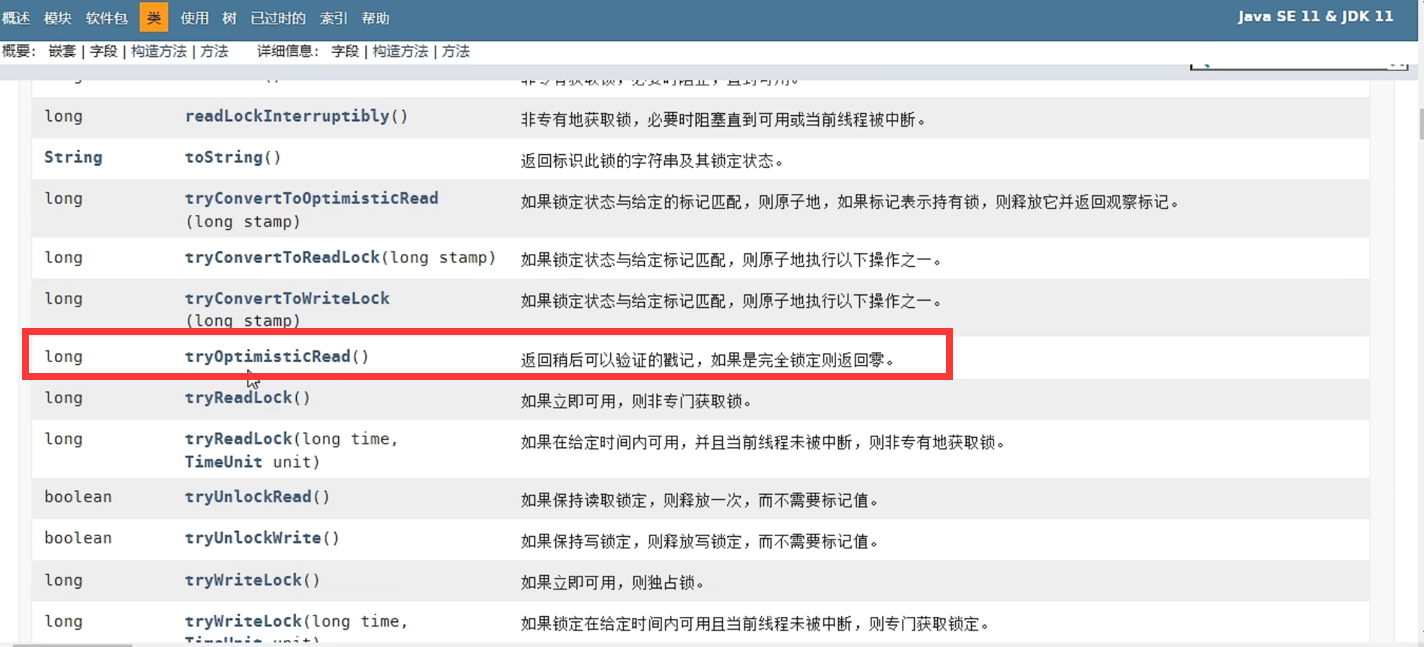 概述 模块 软件包 类 使用 树 已过时的 索引 帮助
Java SE 11 & JDK 11
概要： 嵌套 | 字段 | 构造方法 | 方法 详细信息： 字段 | 构造方法 | 方法
long readLockInterruptibly() 非专有地获取锁，必要时阻塞直到可用或当前线程被中断。
String toString() 返回标识此锁的字符串及其锁定状态。
long tryConvertToOptimisticRead 如果锁定状态与给定的标记匹配，则原子地，如果标记表示持有锁，则释放它并返回观察标记。
(long stamp)
long tryConvertToReadLock(long stamp) 如果锁定状态与给定标记匹配，则原子地执行以下操作之一。
long tryConvertToWriteLock 如果锁定状态与给定标记匹配，则原子地执行以下操作之一。
(long stamp)
long tryOptimisticRead() 返回稍后可以验证的戳记，如果是完全锁定则返回零。
long tryReadLock() 如果立即可用，则非专门获取锁。
long tryReadLock(long time, 如果在给定时间内可用，并且当前线程未被中断，则非专有地获取锁。
TimeUnit unit)
boolean tryUnlockRead() 如果保持读取锁定，则释放一次，而不需要标记值。
boolean tryUnlockWrite() 如果保持写锁定，则释放写锁定，而不需要标记值。
long tryWriteLock() 如果立即可用，则独占锁。
long tryWriteLock(long time, 如果锁定在给定时间内可用且当前线程未被中断，则专门获取锁定。
TimeUnit unit)